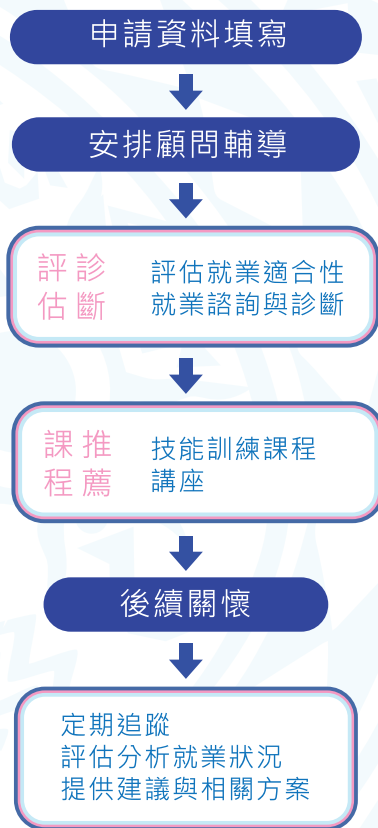 申請資料填寫
安排顧問輔導
評診
估斷
評估就業適合性
就業諮詢與診斷
課推
程薦
技能訓練課程
講座
後續關懷
定期追蹤
評估分析就業狀況
提供建議與相關方案